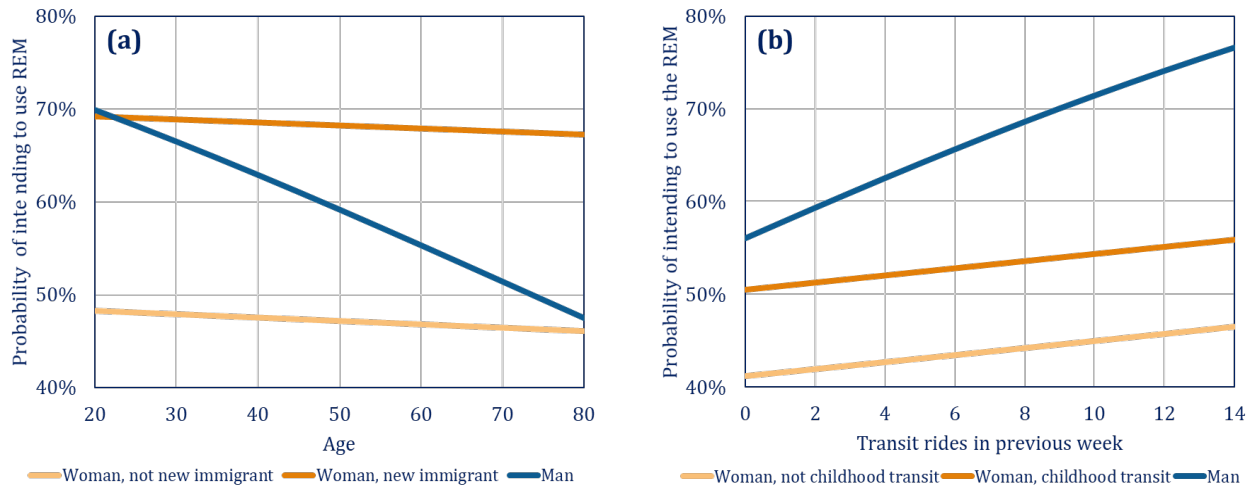 (a)
Probability of inte nding to use REM
80%
70%
60%
50%
40%
20 30 40 50 60 70 80
Age
Woman, not new immigrant Woman, new immigrant Man
(b)
Probability of intending to use the REM
80%
70%
60%
50%
40%
0 2 4 6 8 10 12 14
Transit rides in previous week
Woman, not childhood transit Woman, childhood transit Man